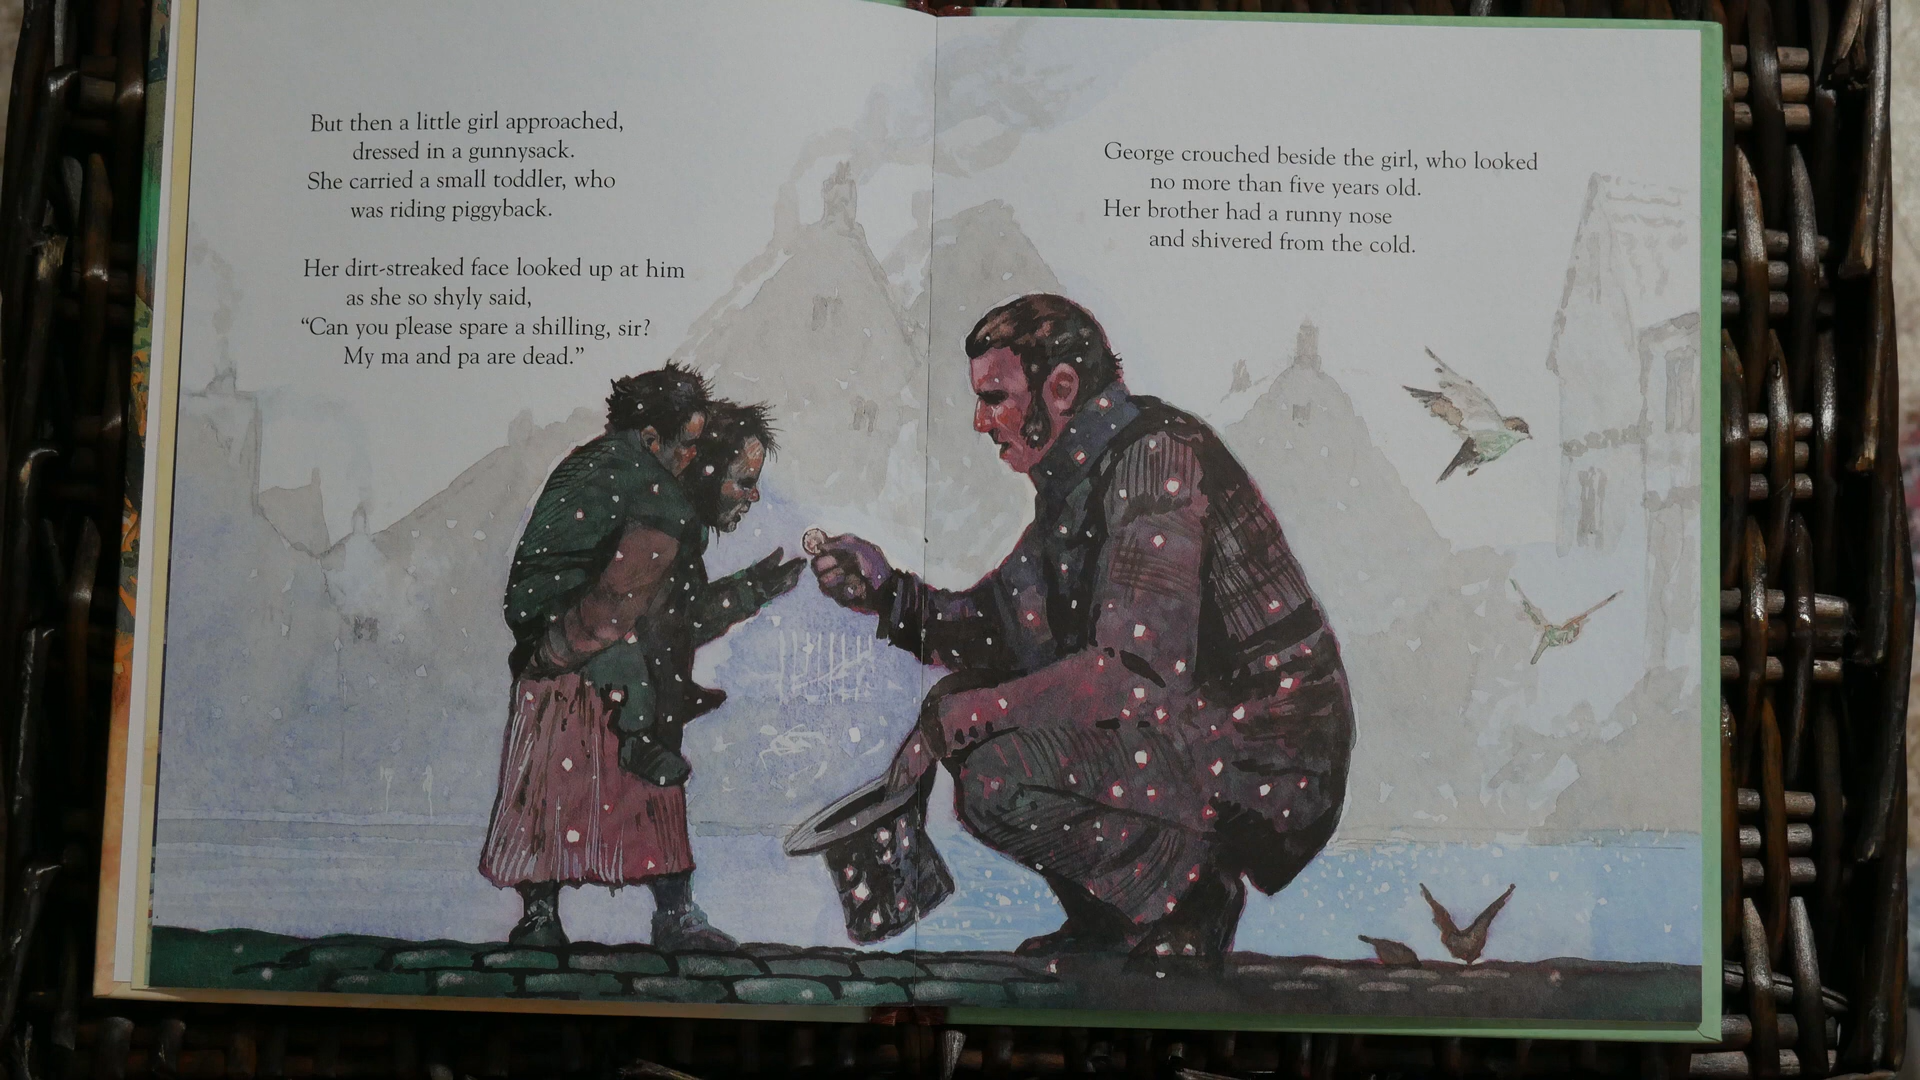 But then a little girl approached,
dressed in a gunnysack.
She carried a small toddler, who
was riding piggyback.
Her dirt-streaked face looked up at him
as she so shyly said,
“Can you please spare a shilling, sir?
My ma and pa are dead.”
George crouched beside the girl, who looked
no more than five years old.
Her brother had a runny nose
and shivered from the cold.